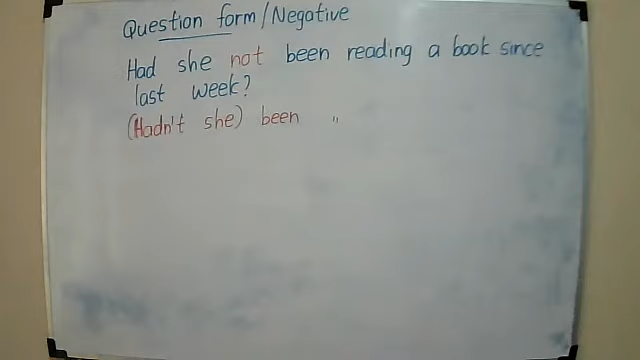 Question form/Negative
Had she not been reading a book since
last week?
(Hadn't she) been "